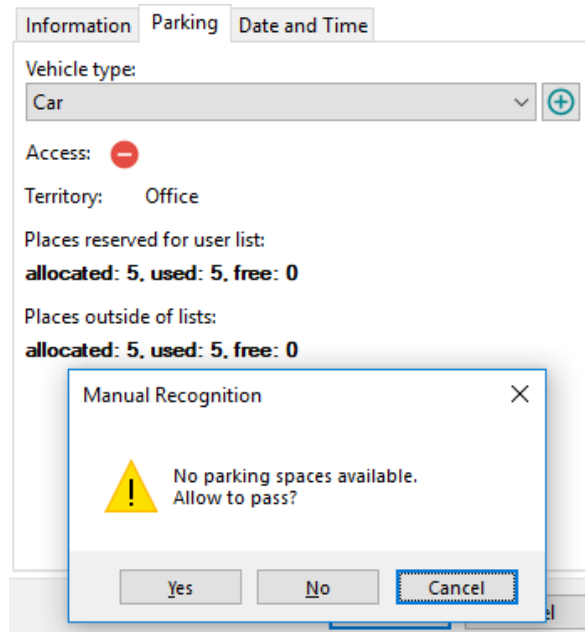 Information Parking Date and Time
Vehicle type:
Car
Access:
Territory: Office
Places reserved for user list:
allocated: 5, used: 5, free: 0
Places outside of lists:
allocated: 5, used: 5, free: 0
Manual Recognition
No parking spaces available.
Allow to pass?
Yes No Cancel